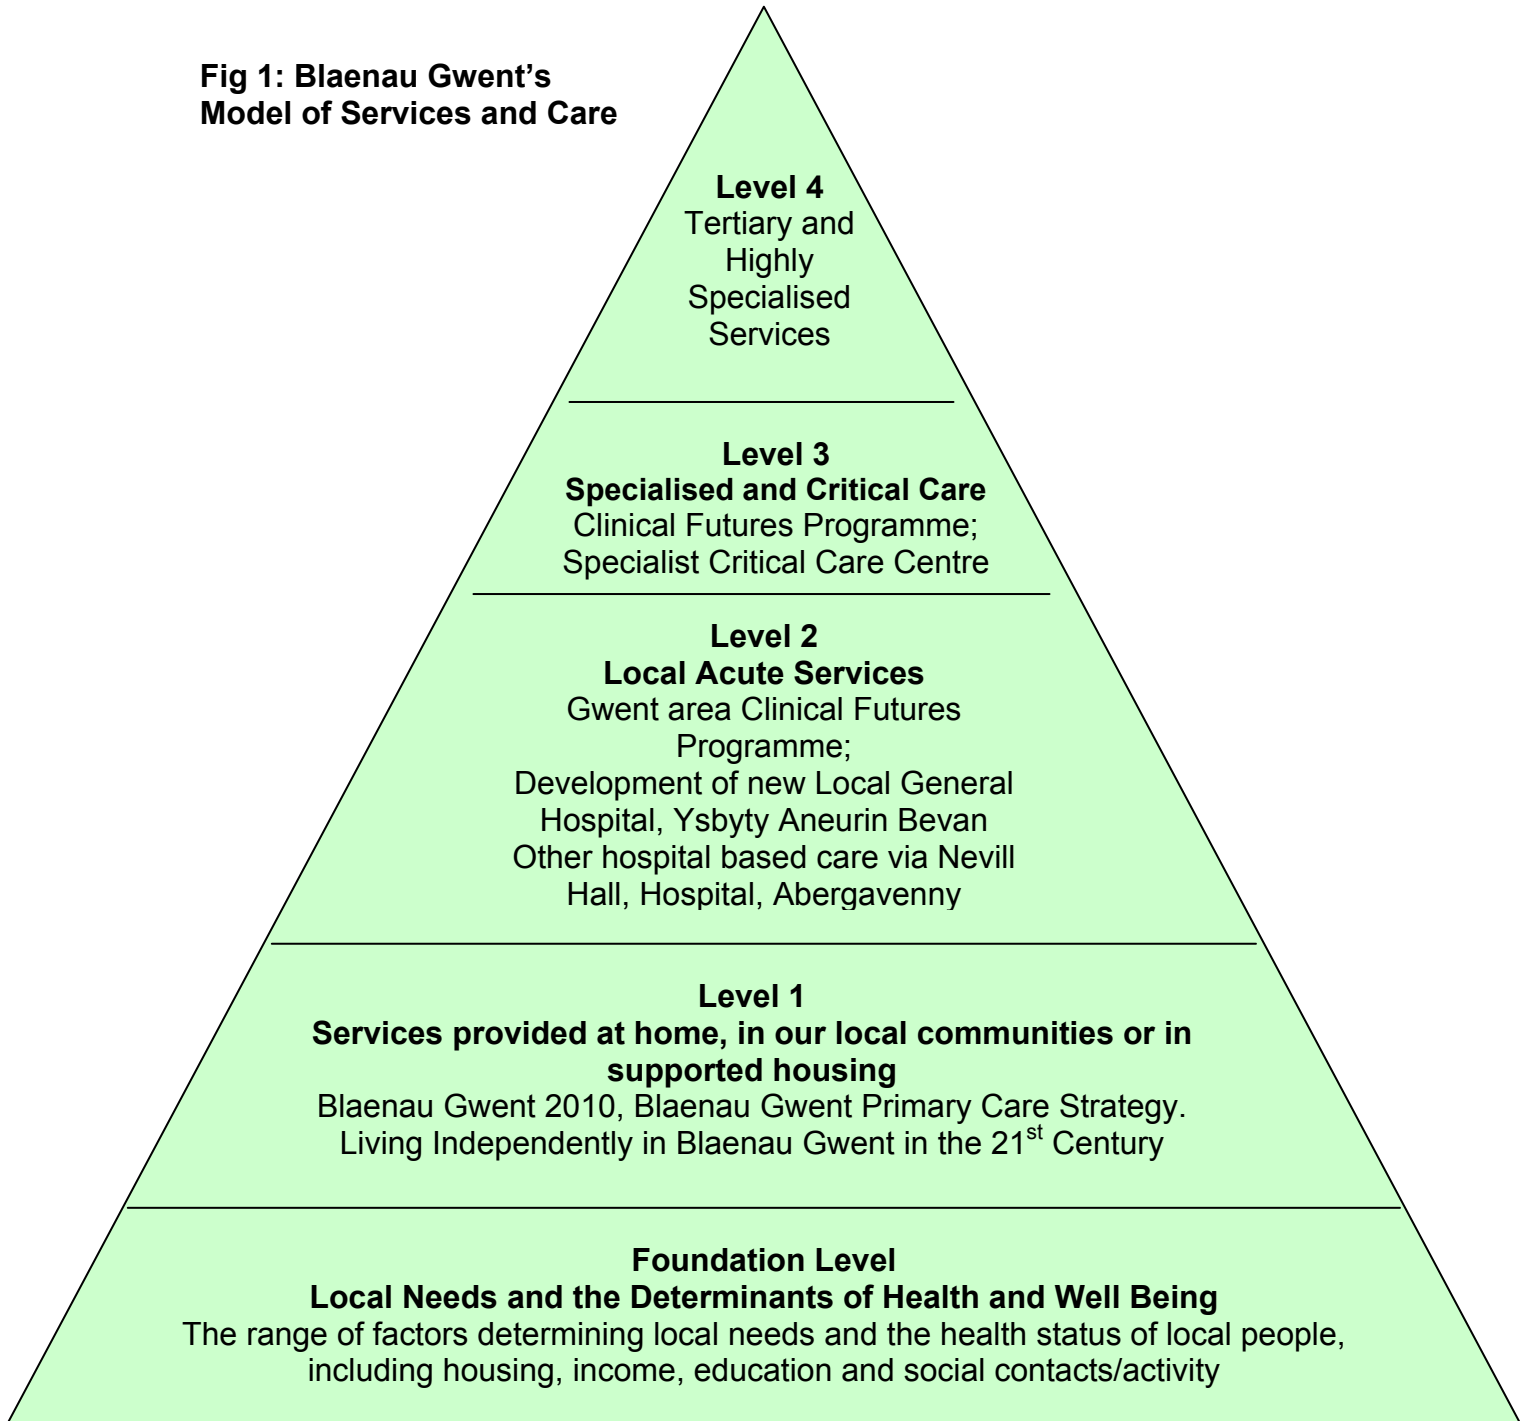 Fig 1: Blaenau Gwent's
Model of Services and Care
Level 4
Tertiary and
Highly
Specialised
Services
Level 3
Specialised and Critical Care
Clinical Futures Programme;
Specialist Critical Care Centre
Level 2
Local Acute Services
Gwent area Clinical Futures
Programme;
Development of new Local General
Hospital, Ysbyty Aneurin Bevan
Other hospital based care via Nevill
Hall, Hospital, Abergavenny
Level 1
Services provided at home, in our local communities or in
supported housing
Blaenau Gwent 2010, Blaenau Gwent Primary Care Strategy.
Living Independently in Blaenau Gwent in the 21st Century
Foundation Level
Local Needs and the Determinants of Health and Well Being
The range of factors determining local needs and the health status of local people,
including housing, income, education and social contacts/activity